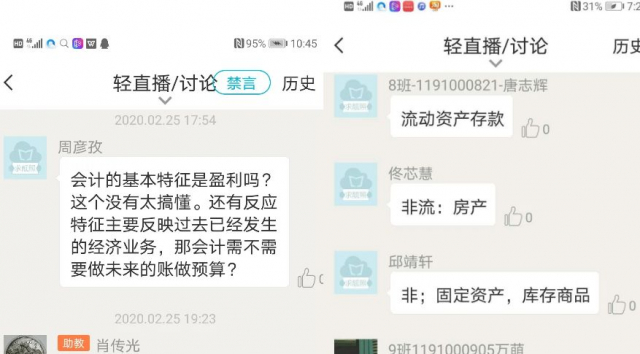 HD 46 95% 10:45
轻直播/讨论 禁言 历史
2020.02.25 17:54
周彦孜
会计的基本特征是盈利吗？
这个没有太搞懂。还有反应
特征主要反映过去已经发生
的经济业务，那会计需不需
要做未来的账做预算？
2020.02.25 19:23
助教 肖传光
HD 46 31% 7:2
轻直播/讨论 历史
8班-1191000821-唐志辉
流动资产存款
0
佟芯慧
非流：房产
0
邱靖轩
非；固定资产，库存商品
0
9班1191000905万萌